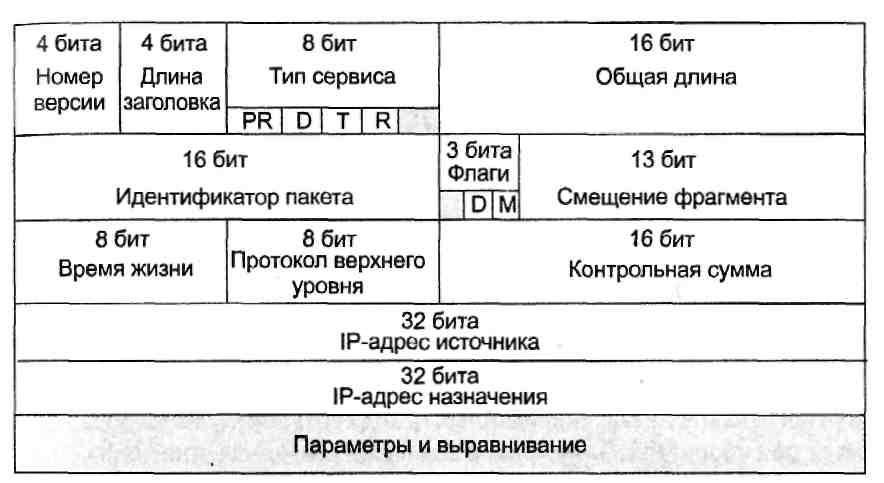 4 бита
Номер
версии
4 бита
Длина
заголовка
8 бит
Тип сервиса
PR D T R
16 бит
Общая длина
16 бит
Идентификатор пакета
3 бита
Флаги
D M
13 бит
Смещение фрагмента
8 бит
Время жизни
8 бит
Протокол верхнего
уровня
16 бит
Контрольная сумма
32 бита
IP-адрес источника
32 бита
IP-адрес назначения
Параметры и выравнивание